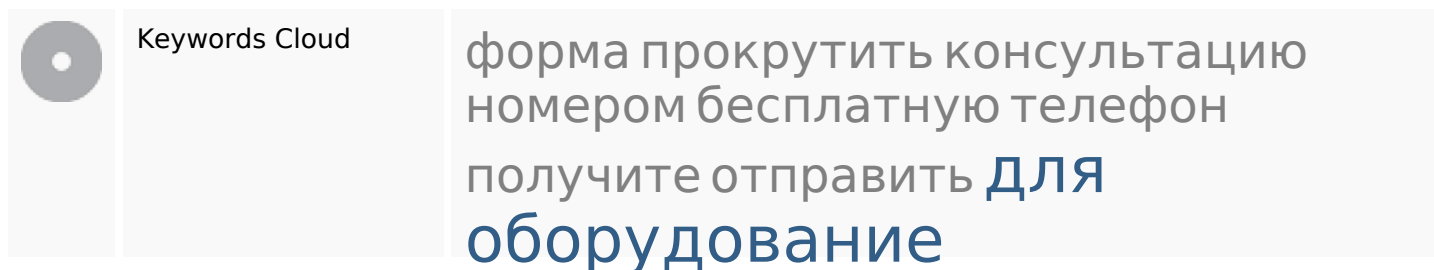 Keywords Cloud
форма прокрутить консультацию
номером бесплатную телефон
получите отправить для
оборудование